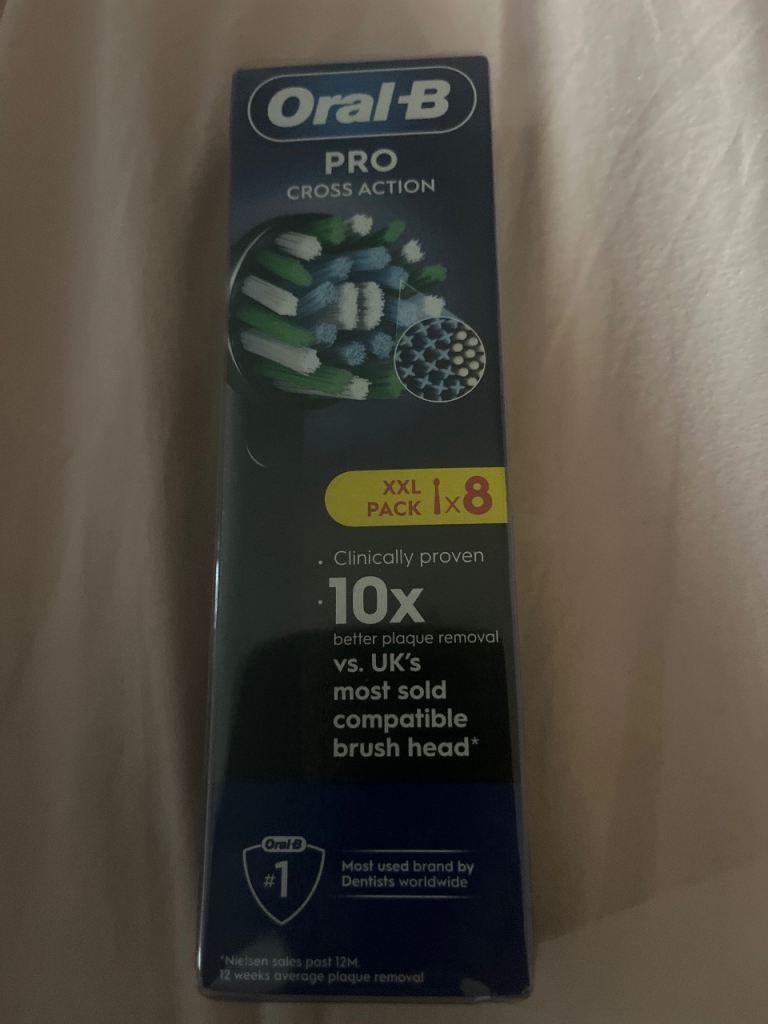 Oral-B
PRO
CROSS ACTION
XXL
PACK x8
Clinically proven
10x
better plaque removal
vs. UK's
most sold
compatible
brush head*
Oral-B
#1
Most used brand by
Dentists worldwide
*Nielsen sales past 12M.
12 weeks average plaque removal